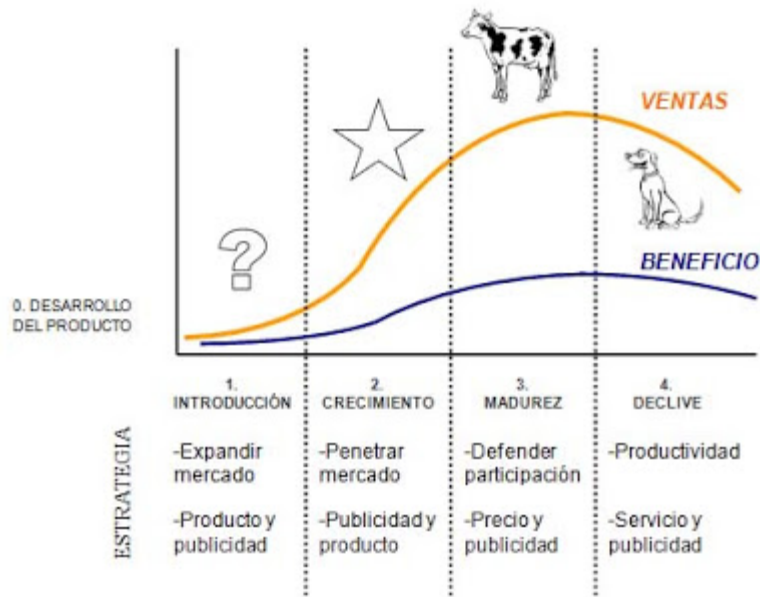 VENTAS
BENEFICIO
0. DESARROLLO
DEL PRODUCTO
1.
INTRODUCCIÓN
2.
CRECIMIENTO
3.
MADUREZ
4.
DECLIVE
ESTRATEGIA
-Expandir
mercado
-Producto y
publicidad
-Penetrar
mercado
-Publicidad y
producto
-Defender
participación
-Precio y
publicidad
-Productividad
-Servicio y
publicidad